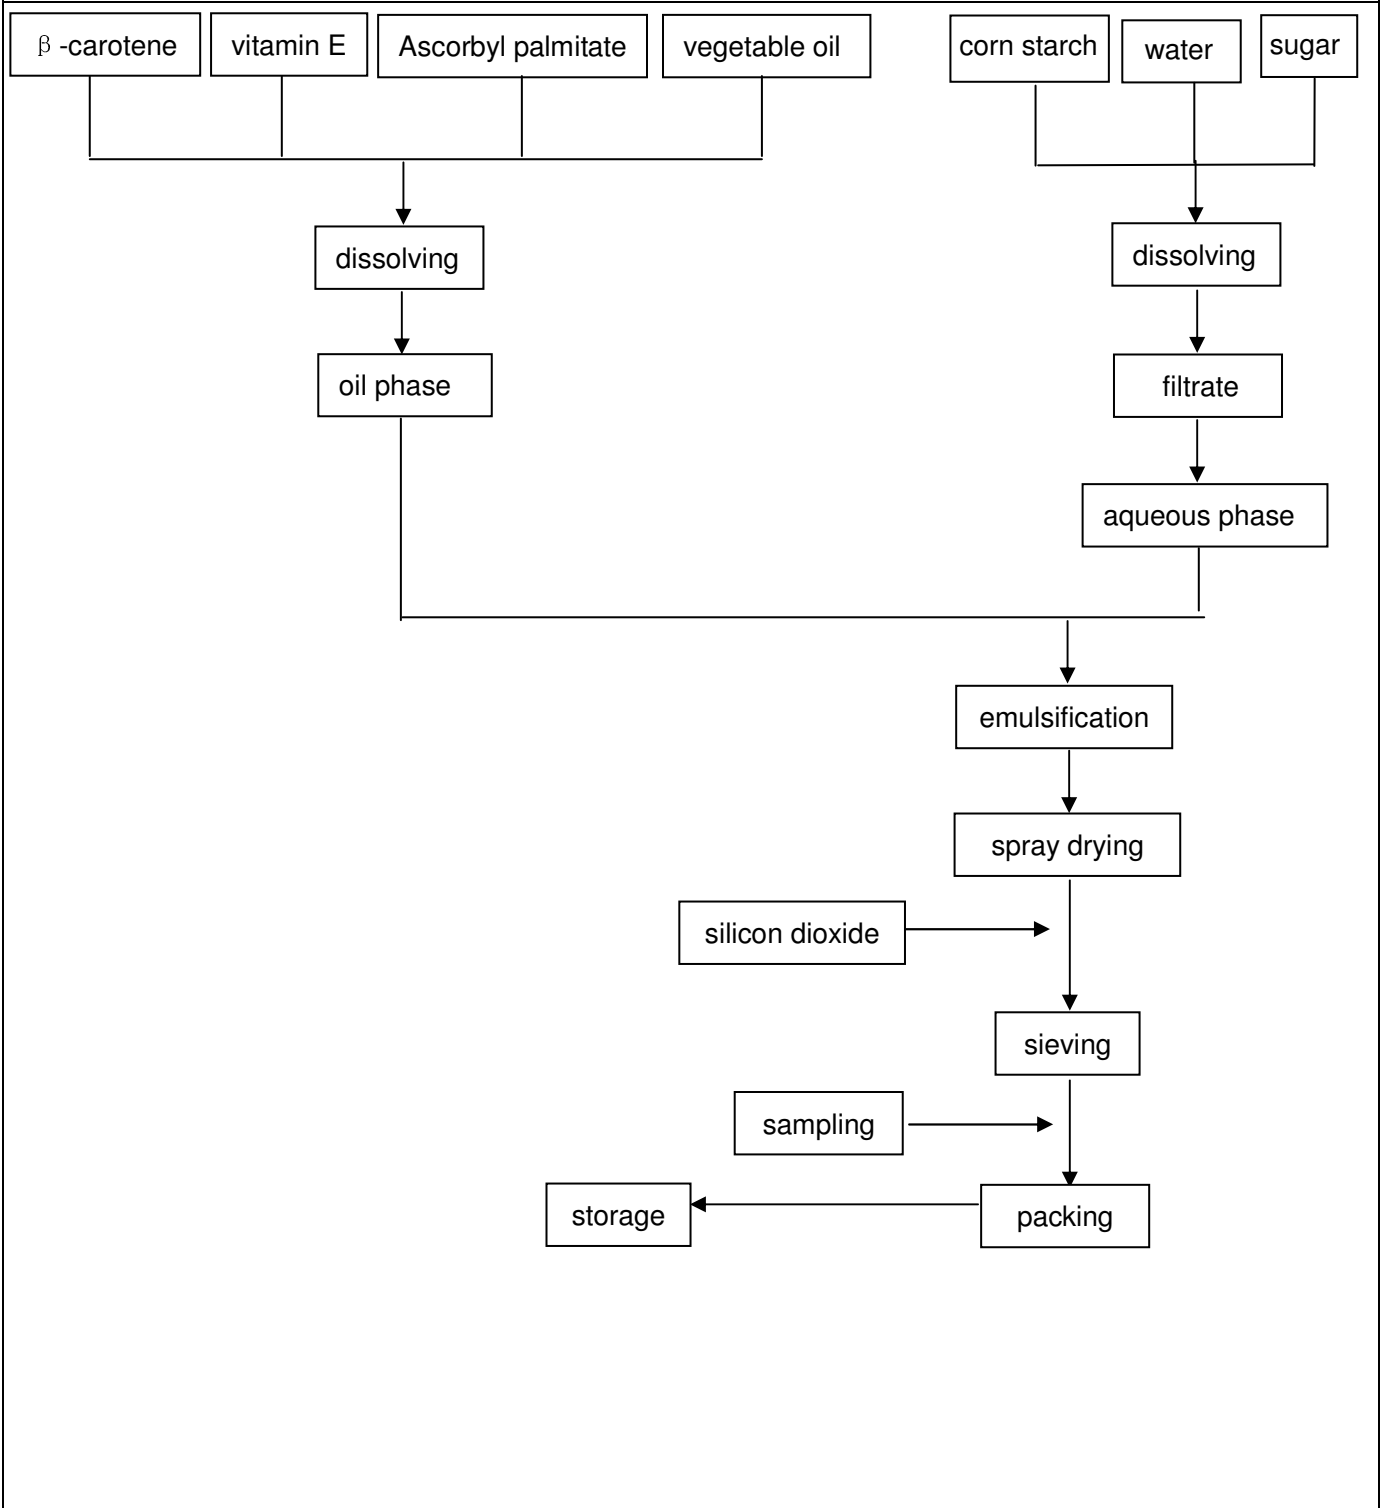 β-carotene
vitamin E
Ascorbyl palmitate
vegetable oil
corn starch
water
sugar
dissolving
dissolving
oil phase
filtrate
aqueous phase
emulsification
spray drying
silicon dioxide
sieving
sampling
storage
packing